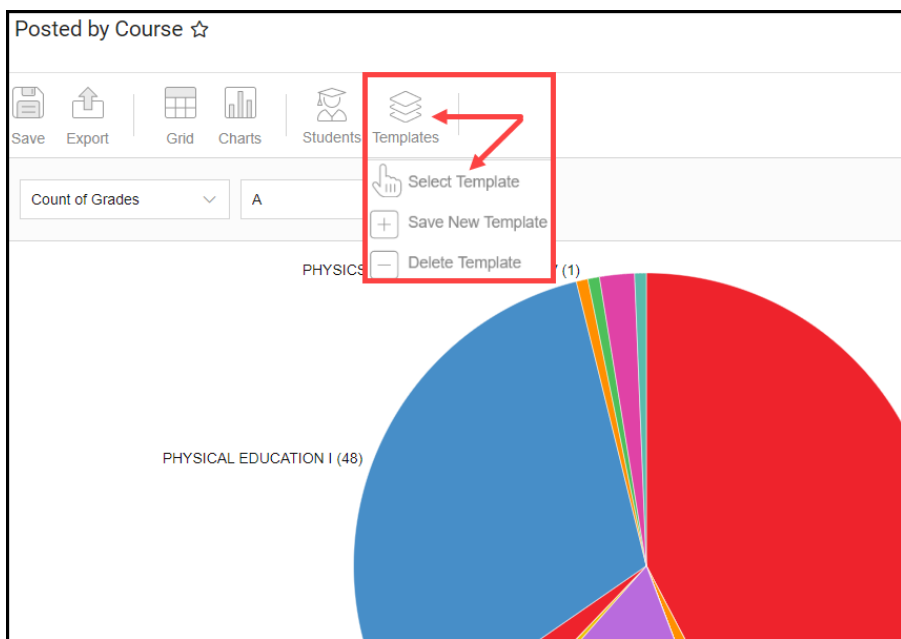 Posted by Course
Save Export Grid Charts Students Templates
Select Template
Count of Grades A
Save New Template
Delete Template
PHYSICS (1)
PHYSICAL EDUCATION I (48)